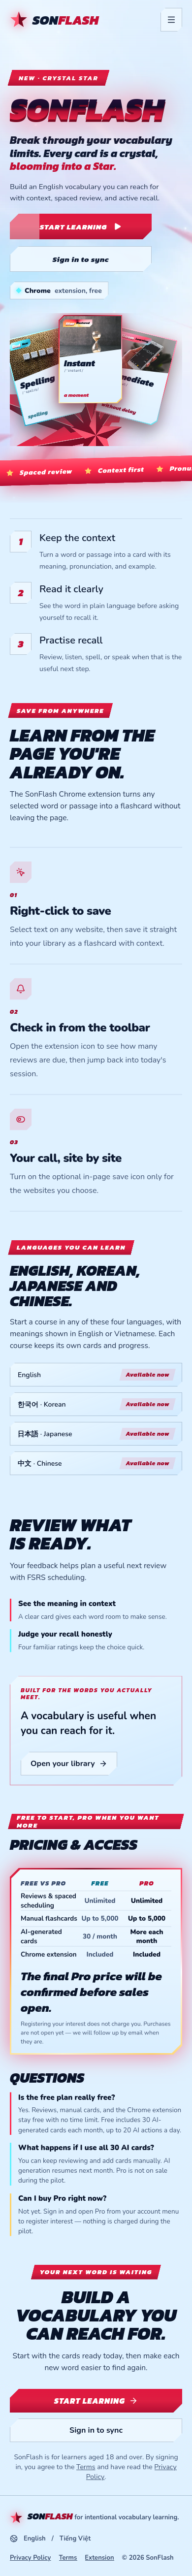 SONFLASH
NEW · CRYSTAL STAR
SONFLASH
Break through your vocabulary
limits. Every card is a crystal,
blooming into a Star.
Build an English vocabulary you can reach for
with context, spaced review, and active recall.
START LEARNING
Sign in to sync
Chrome extension, free
Spelling
spelling
Instant
a moment
mediate
without delay
Spaced review
Context first
Keep the context
1
Turn a word or passage into a card with its
meaning, pronunciation, and example.
2
Read it clearly
See the word in plain language before asking
yourself to recall it.
3
Practise recall
Review, listen, spell, or speak when that is the
useful next step.
SAVE FROM ANYWHERE
LEARN FROM THE
PAGE YOU'RE
ALREADY ON.
The SonFlash Chrome extension turns any
selected word or passage into a flashcard without
leaving the page.
01
Right-click to save
Select text on any website, then save it straight
into your library as a flashcard with context.
02
Check in from the toolbar
Open the extension icon to see how many
reviews are due, then jump back into today's
session.
03
Your call, site by site
Turn on the optional in-page save icon only for
the websites you choose.
LANGUAGES YOU CAN LEARN
ENGLISH, KOREAN,
JAPANESE AND
CHINESE.
Start a course in any of these four languages, with
meanings shown in English or Vietnamese. Each
course keeps its own cards and progress.
English Available now
한국어 · Korean Available now
日本語 · Japanese Available now
中文 · Chinese Available now
REVIEW WHAT
IS READY.
Your feedback helps plan a useful next review
with FSRS scheduling.
See the meaning in context
A clear card gives each word room to make sense.
Judge your recall honestly
Four familiar ratings keep the choice quick.
BUILT FOR THE WORDS YOU ACTUALLY
MEET.
A vocabulary is useful when
you can reach for it.
Open your library →
FREE TO START, PRO WHEN YOU WANT
MORE
PRICING & ACCESS
FREE VS PRO FREE PRO
Reviews & spaced
scheduling Unlimited Unlimited
Manual flashcards Up to 5,000 Up to 5,000
AI-generated
cards 30 / month More each
month
Chrome extension Included Included
The final Pro price will be
confirmed before sales
open.
Registering your interest does not charge you. Purchases
are not open yet — we will follow up by email when
they are.
QUESTIONS
Is the free plan really free?
Yes. Reviews, manual cards, and the Chrome extension
stay free with no time limit. Free includes 30 AI-
generated cards each month, up to 20 AI actions a day.
What happens if I use all 30 AI cards?
You can keep reviewing and add cards manually. AI
generation resumes next month. Pro is not on sale
during the pilot.
Can I buy Pro right now?
Not yet. Sign in and open Pro from your account menu
to register interest — nothing is charged during the
pilot.
YOUR NEXT WORD IS WAITING
BUILD A
VOCABULARY YOU
CAN REACH FOR.
Start with the cards ready today, then make each
new word easier to find again.
START LEARNING →
Sign in to sync
SonFlash is for learners aged 18 and over. By signing
in, you agree to the Terms and have read the Privacy
Policy.
SONFLASH for intentional vocabulary learning.
English / Tiếng Việt
Privacy Policy Terms Extension © 2026 SonFlash